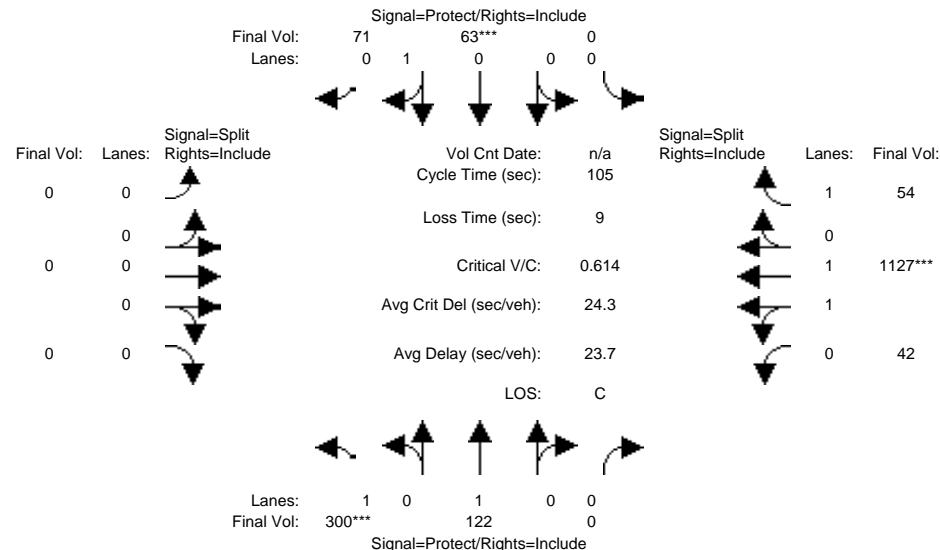 Signal=Protect/Rights=Include
Final Vol: 71 63*** 0
Lanes: 0 1 0 0 0
Signal=Split Signal=Split
Final Vol: Lanes: Rights=Include Vol Cnt Date: n/a Rights=Include Lanes: Final Vol:
Cycle Time (sec): 105
0 0 1 54
Loss Time (sec): 9
0 0
0 0 Critical V/C: 0.614 1 1127***
0 Avg Crit Del (sec/veh): 24.3 1
0 0 Avg Delay (sec/veh): 23.7 0 42
LOS: C
Lanes: 1 0 1 0 0
Final Vol: 300*** 122 0
Signal=Protect/Rights=Include